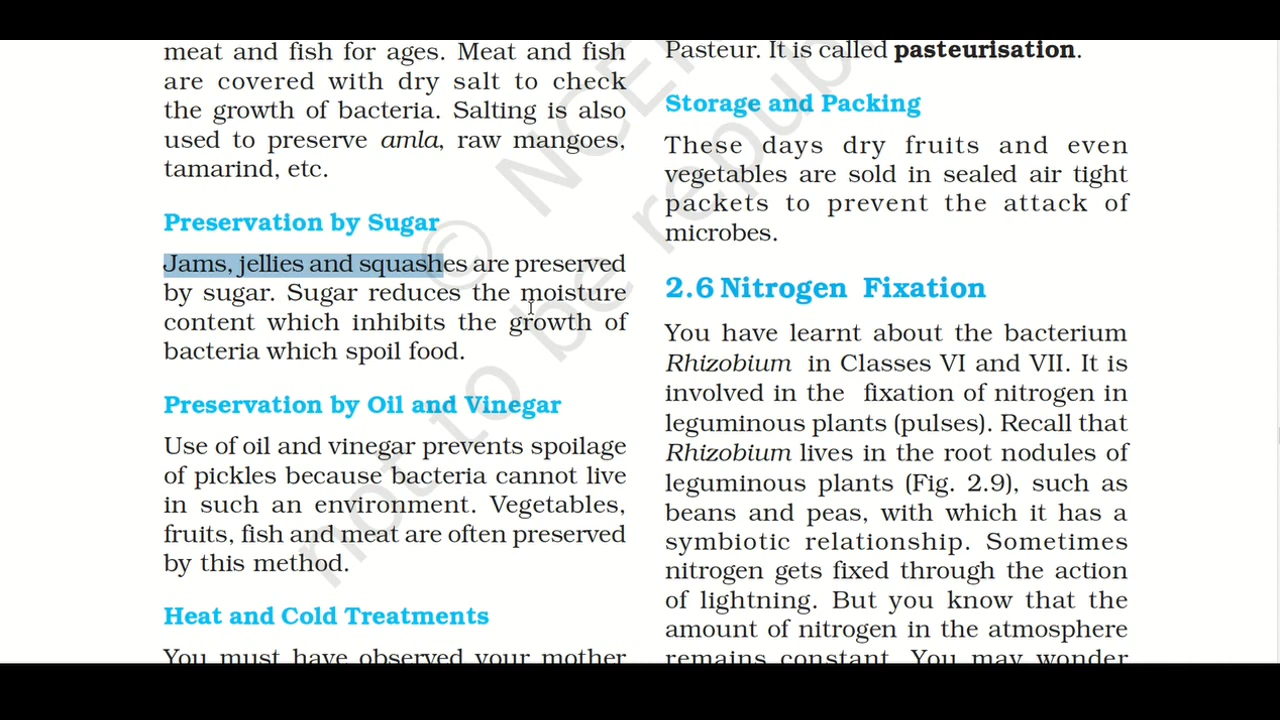 meat and fish for ages. Meat and fish
are covered with dry salt to check
the growth of bacteria. Salting is also
used to preserve amla, raw mangoes,
tamarind, etc.
Preservation by Sugar
Jams, jellies and squashes are preserved
by sugar. Sugar reduces the moisture
content which inhibits the growth of
bacteria which spoil food.
Preservation by Oil and Vinegar
Use of oil and vinegar prevents spoilage
of pickles because bacteria cannot live
in such an environment. Vegetables,
fruits, fish and meat are often preserved
by this method.
Heat and Cold Treatments
You must have observed your mother
Pasteur. It is called pasteurisation.
Storage and Packing
These days dry fruits and even
vegetables are sold in sealed air tight
packets to prevent the attack of
microbes.
2.6 Nitrogen Fixation
You have learnt about the bacterium
Rhizobium in Classes VI and VII. It is
involved in the fixation of nitrogen in
leguminous plants (pulses). Recall that
Rhizobium lives in the root nodules of
leguminous plants (Fig. 2.9), such as
beans and peas, with which it has a
symbiotic relationship. Sometimes
nitrogen gets fixed through the action
of lightning. But you know that the
amount of nitrogen in the atmosphere
remains constant. You may wonder
© NCER
not to be republ